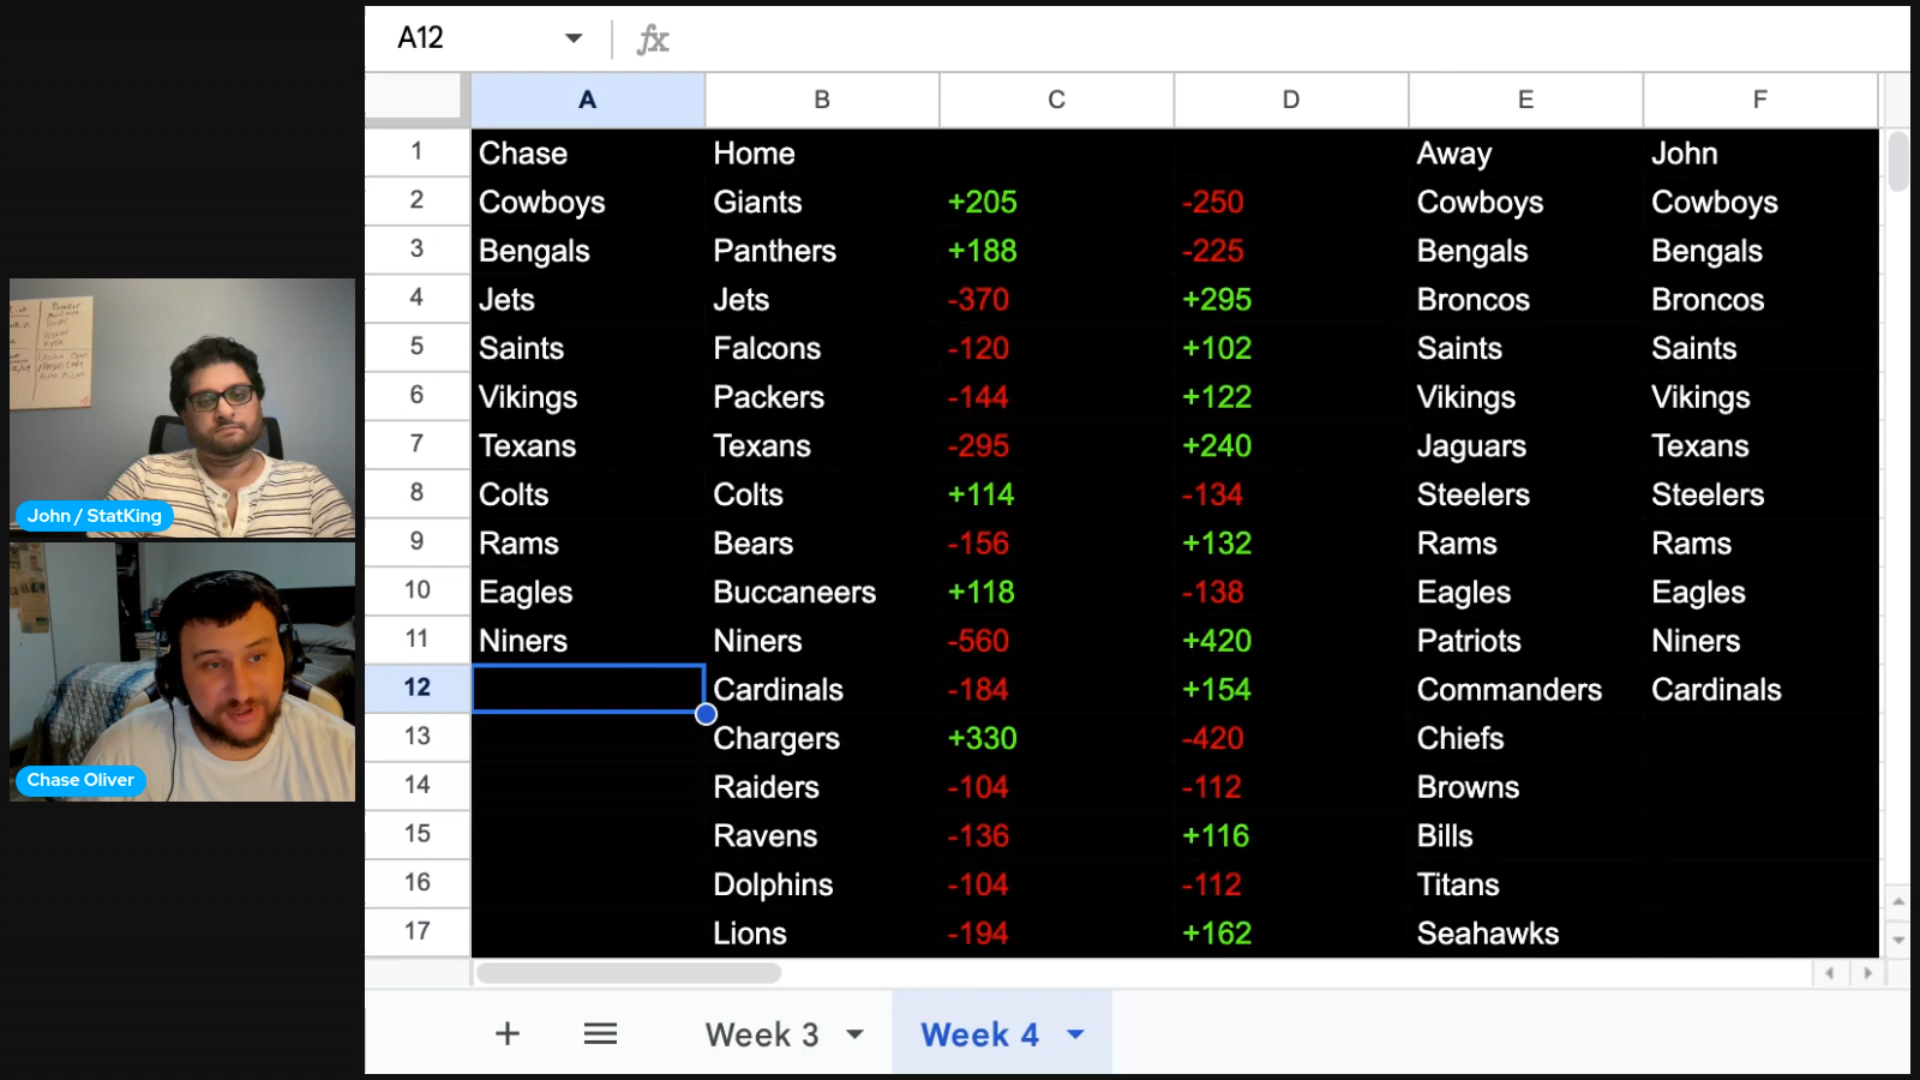 A12 fx
A B C D E F
1 Chase Home Away John
2 Cowboys Giants +205 -250 Cowboys Cowboys
3 Bengals Panthers +188 -225 Bengals Bengals
4 Jets Jets -370 +295 Broncos Broncos
5 Saints Falcons -120 +102 Saints Saints
6 Vikings Packers -144 +122 Vikings Vikings
7 Texans Texans -295 +240 Jaguars Texans
8 Colts Colts +114 -134 Steelers Steelers
9 Rams Bears -156 +132 Rams Rams
10 Eagles Buccaneers +118 -138 Eagles Eagles
11 Niners Niners -560 +420 Patriots Niners
12 Cardinals -184 +154 Commanders Cardinals
13 Chargers +330 -420 Chiefs
14 Raiders -104 -112 Browns
15 Ravens -136 +116 Bills
16 Dolphins -104 -112 Titans
17 Lions -194 +162 Seahawks
Week 3 Week 4
John / StatKing
Chase Oliver